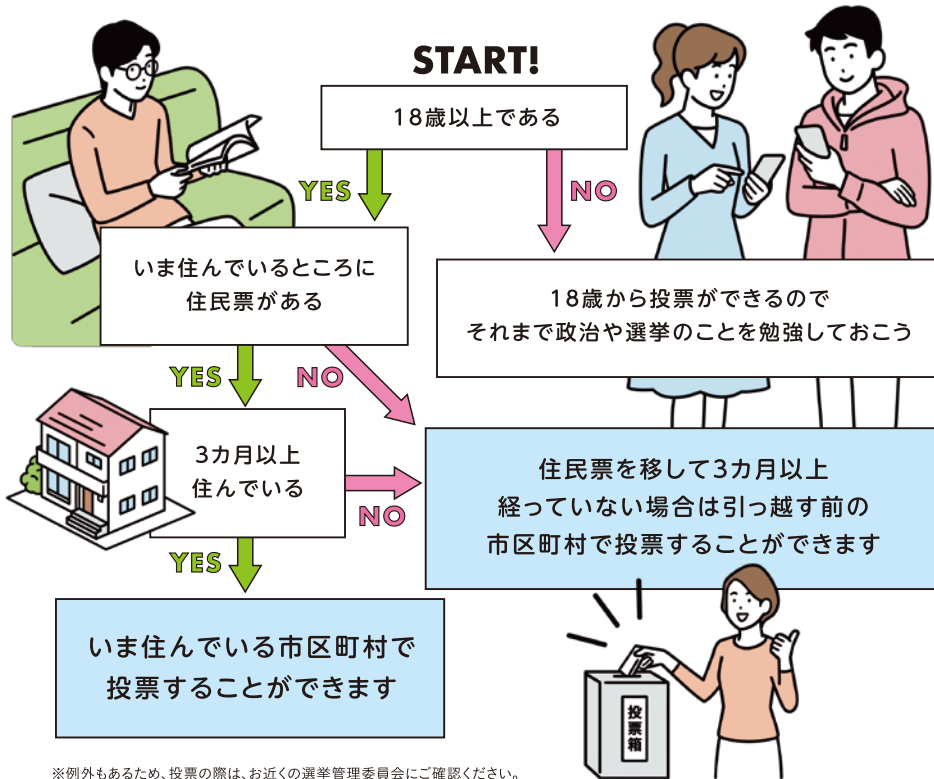 START!
18歳以上である
YES
NO
いま住んでいるところに
住民票がある
18歳から投票ができるので
それまで政治や選挙のことを勉強しておこう
YES
NO
3カ月以上
住んでいる
NO
住民票を移して3カ月以上
経っていない場合は引っ越す前の
市区町村で投票することができます
YES
いま住んでいる市区町村で
投票することができます
投票箱
※例外もあるため、投票の際は、お近くの選挙管理委員会にご確認ください。